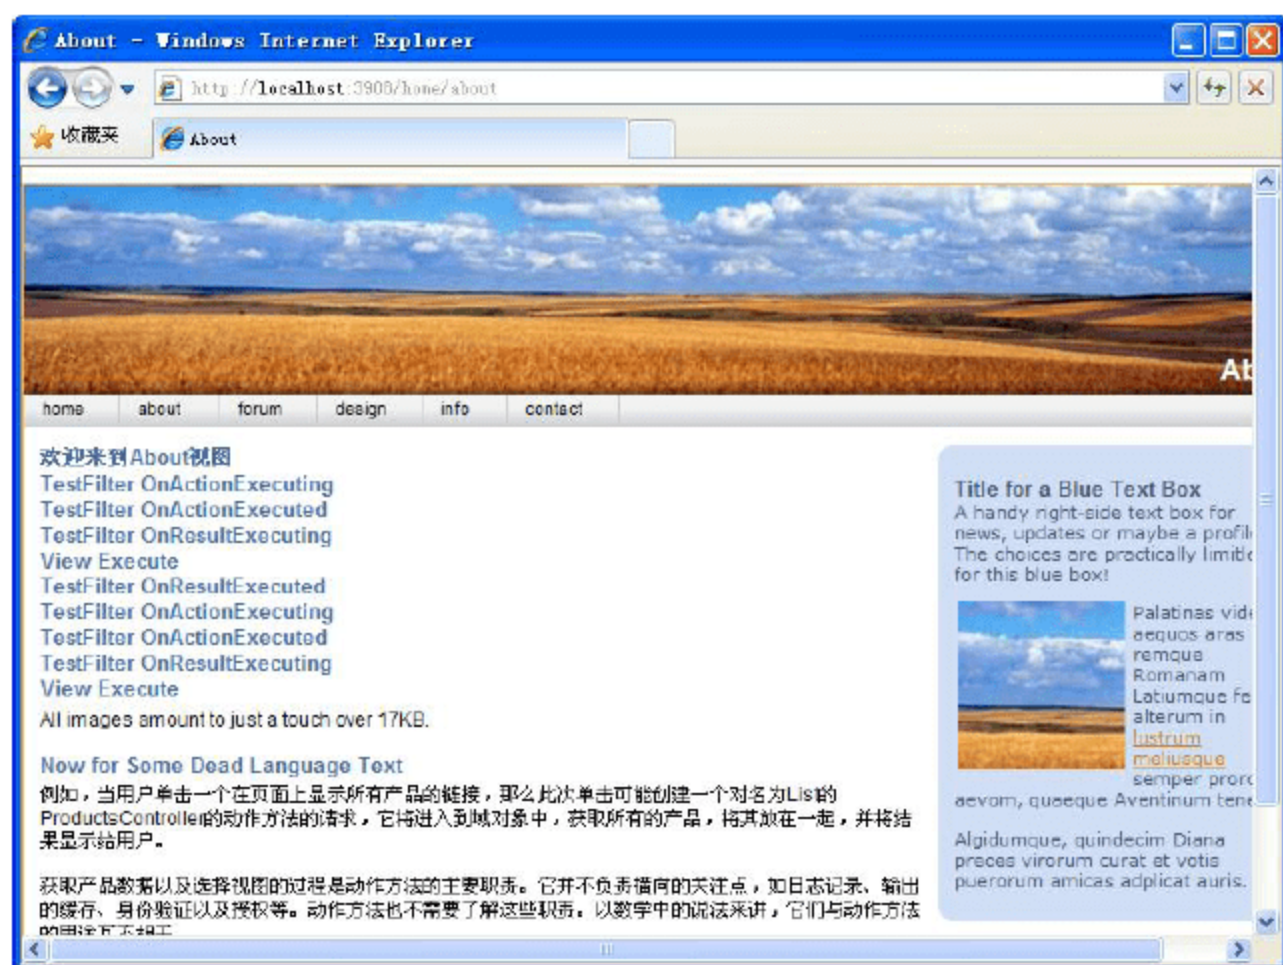 About - Windows Internet Explorer
http://localhost:3908/home/about
收藏夹
About
Ab
home about forum design info contact
欢迎来到About视图
TestFilter OnActionExecuting
TestFilter OnActionExecuted
TestFilter OnResultExecuting
View Execute
TestFilter OnResultExecuted
TestFilter OnActionExecuting
TestFilter OnActionExecuted
TestFilter OnResultExecuting
View Execute
All images amount to just a touch over 17KB.
Now for Some Dead Language Text
例如，当用户单击一个在页面上显示所有产品的链接，那么此次单击可能创建一个对名为List的
ProductsController的动作方法的请求，它将进入到域对象中，获取所有的产品，将其放在一起，并将结
果显示给用户。
获取产品数据以及选择视图的过程是动作方法的主要职责。它并不负责横向的关注点，如日志记录、输出
的缓存、身份验证以及授权等。动作方法也不需要了解这些职责。以数学中的说法来讲，它们与动作方法
的用途互不相干
Title for a Blue Text Box
A handy right-side text box for
news, updates or maybe a profil
The choices are practically limitle
for this blue box!
Palatinas vide
aequos aras
remque
Romanam
Latiumque fe
alterum in
lustrum
meliusque
semper proro
aevom, quaeque Aventinum tene
Algidumque, quindecim Diana
preces virorum curat et votis
puerorum amicas adplicat auris.